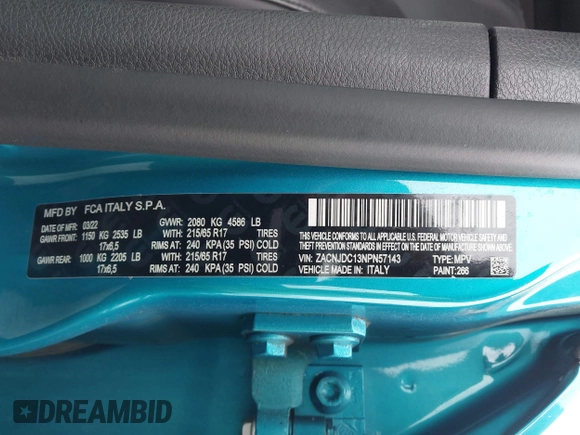 MFD BY FCA ITALY S.P.A.
DATE OF MFR: 03/22 GVWR: 2080 KG 4586 LB
GAWR FRONT: 1150 KG 2535 LB WITH: 215/65 R17
17x6,5 RIMS AT: 240 KPA (35 PSI) COLD
GAWR REAR: 1000 KG 2205 LB WITH: 215/65 R17
17x6,5 RIMS AT: 240 KPA (35 PSI) COLD
THIS VEHICLE CONFORMS TO ALL APPLICABLE U.S. FEDERAL
MOTOR VEHICLE SAFETY, BUMPER, AND THEFT PREVENTION STANDARDS
IN EFFECT ON THE DATE OF MANUFACTURE SHOWN ABOVE
VIN: ZACNJDC13NPN57143 TYPE: MPV
VEHICLE MADE IN: ITALY PAINT: 266
DREAMBID